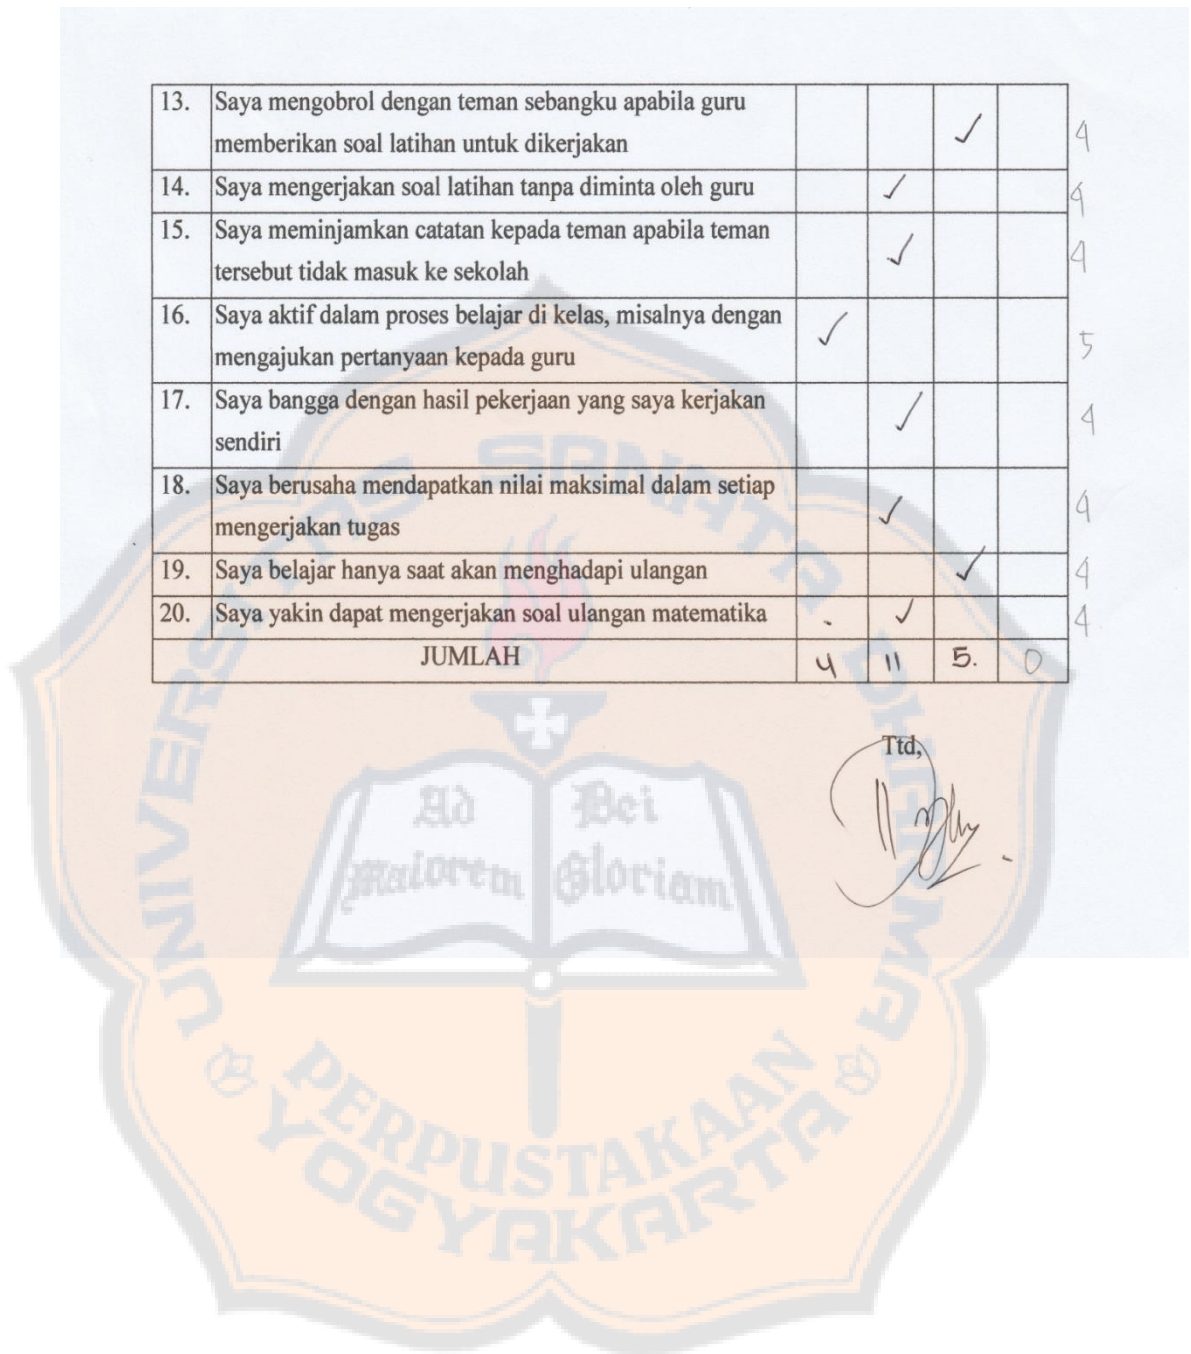 13. Saya mengobrol dengan teman sebangku apabila guru
memberikan soal latihan untuk dikerjakan ✓ 4
14. Saya mengerjakan soal latihan tanpa diminta oleh guru ✓ 4
15. Saya meminjamkan catatan kepada teman apabila teman
tersebut tidak masuk ke sekolah ✓ 4
16. Saya aktif dalam proses belajar di kelas, misalnya dengan
mengajukan pertanyaan kepada guru ✓ 5
17. Saya bangga dengan hasil pekerjaan yang saya kerjakan
sendiri ✓ 4
18. Saya berusaha mendapatkan nilai maksimal dalam setiap
mengerjakan tugas ✓ 4
19. Saya belajar hanya saat akan menghadapi ulangan ✓ 4
20. Saya yakin dapat mengerjakan soal ulangan matematika ✓ 4
JUMLAH 4 11 5. 0
Ttd,
UNIVERSITAS SANATA DHARMA
Ad Dei
Maiorem Gloriam
PERPUSTAKAAN
YOGYAKARTA